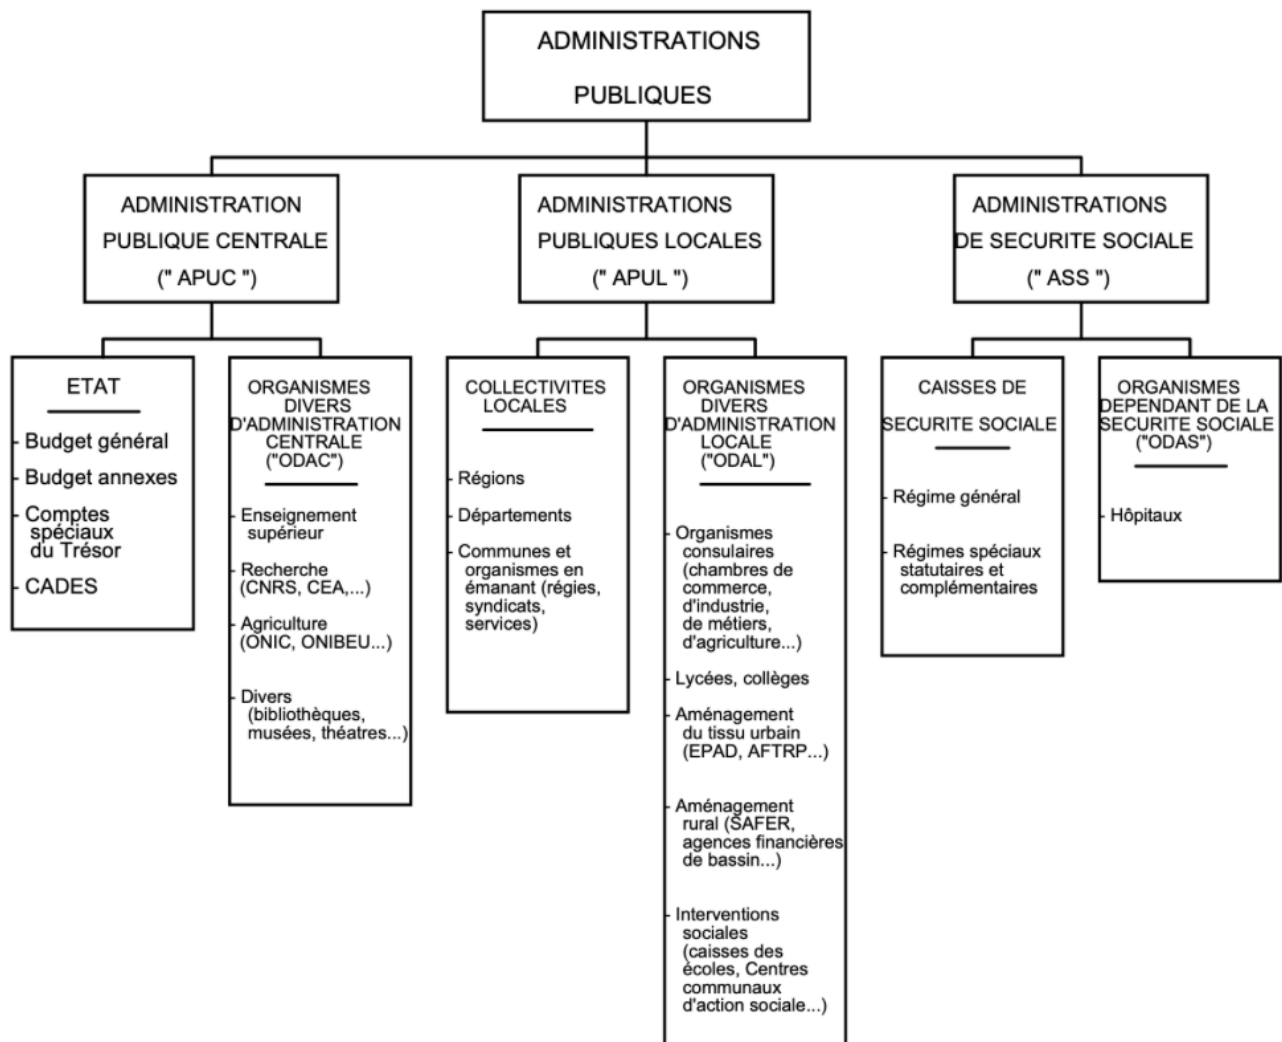 ADMINISTRATIONS
PUBLIQUES
ADMINISTRATION
PUBLIQUE CENTRALE
(" APUC ")
ADMINISTRATIONS
PUBLIQUES LOCALES
(" APUL ")
ADMINISTRATIONS
DE SECURITE SOCIALE
(" ASS ")
ETAT
- Budget général
- Budget annexes
- Comptes
spéciaux
du Trésor
- CADES
ORGANISMES
DIVERS
D'ADMINISTRATION
CENTRALE
("ODAC")
- Enseignement
supérieur
- Recherche
(CNRS, CEA,...)
- Agriculture
(ONIC, ONIBEU...)
- Divers
(bibliothèques,
musées, théatres...)
COLLECTIVITES
LOCALES
- Régions
- Départements
- Communes et
organismes en
émanant (régies,
syndicats,
services)
ORGANISMES
DIVERS
D'ADMINISTRATION
LOCALE
("ODAL")
- Organismes
consulaires
(chambres de
commerce,
d'industrie,
de métiers,
d'agriculture...)
- Lycées, collèges
- Aménagement
du tissu urbain
(EPAD, AFTRP...)
- Aménagement
rural (SAFER,
agences financières
de bassin...)
- Interventions
sociales
(caisses des
écoles, Centres
communaux
d'action sociale...)
CAISSES DE
SECURITE SOCIALE
- Régime général
- Régimes spéciaux
statutaires et
complémentaires
ORGANISMES
DEPENDANT DE LA
SECURITE SOCIALE
("ODAS")
- Hôpitaux